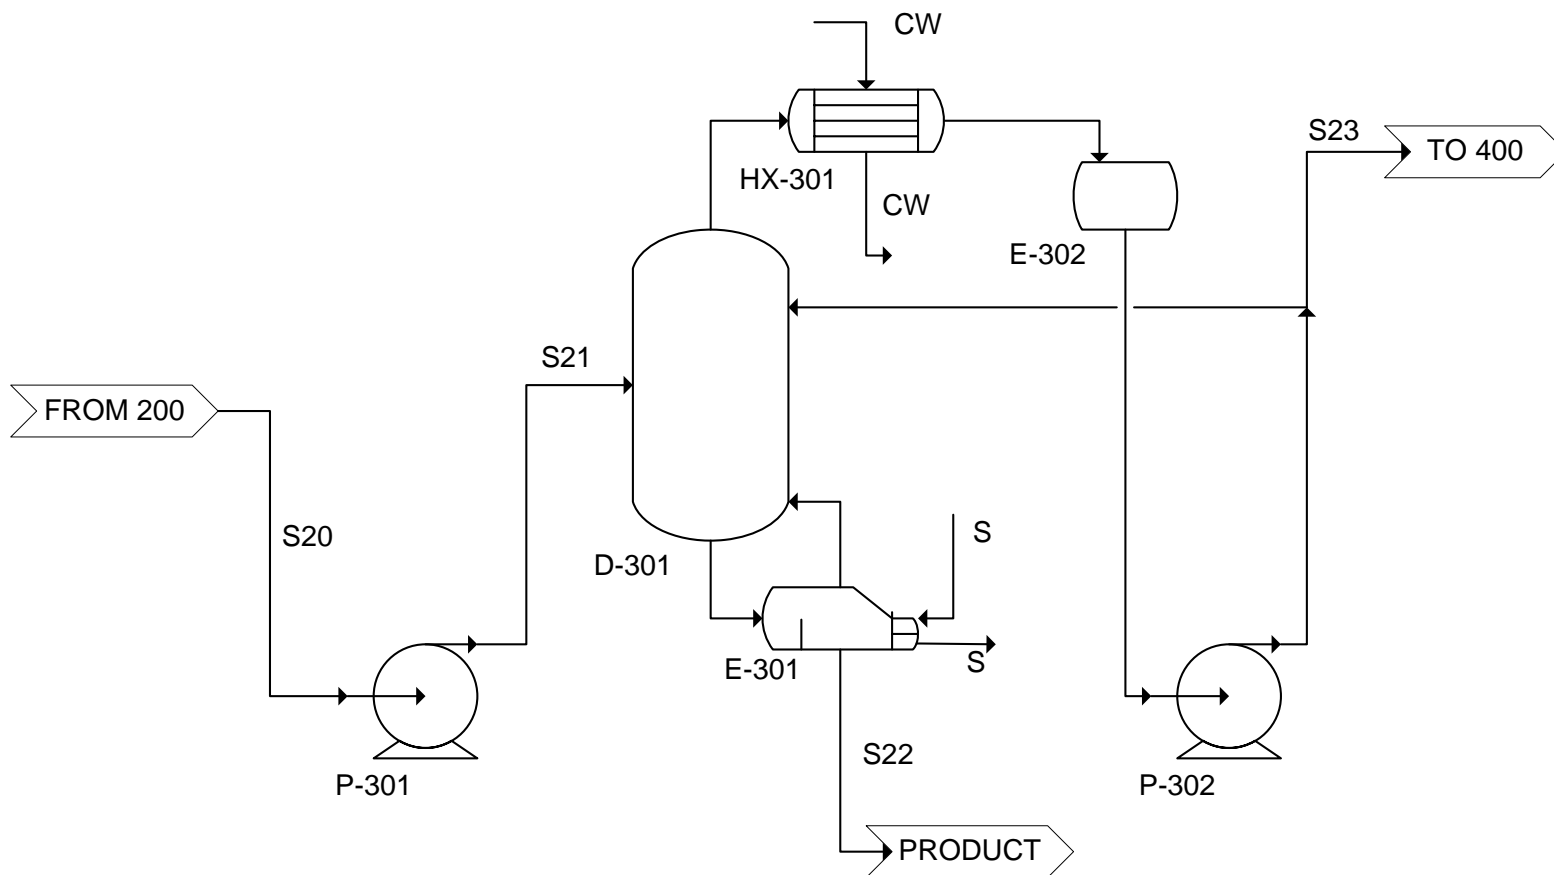 CW
S23
TO 400
HX-301
CW
E-302
S21
FROM 200
S20
S
D-301
S
E-301
S22
P-301
P-302
PRODUCT